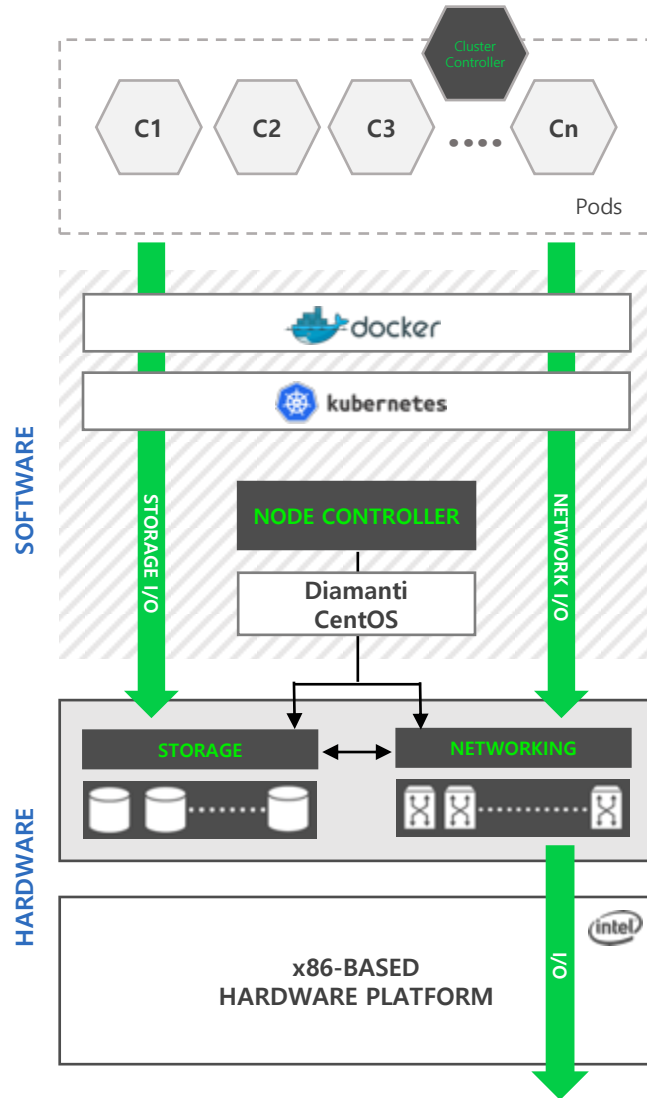 Cluster
Controller
C1
C2
C3
....
Cn
Pods
docker
kubernetes
SOFTWARE
STORAGE I/O
NETWORK I/O
NODE CONTROLLER
Diamanti
CentOS
STORAGE
NETWORKING
HARDWARE
intel
x86-BASED
HARDWARE PLATFORM
I/O